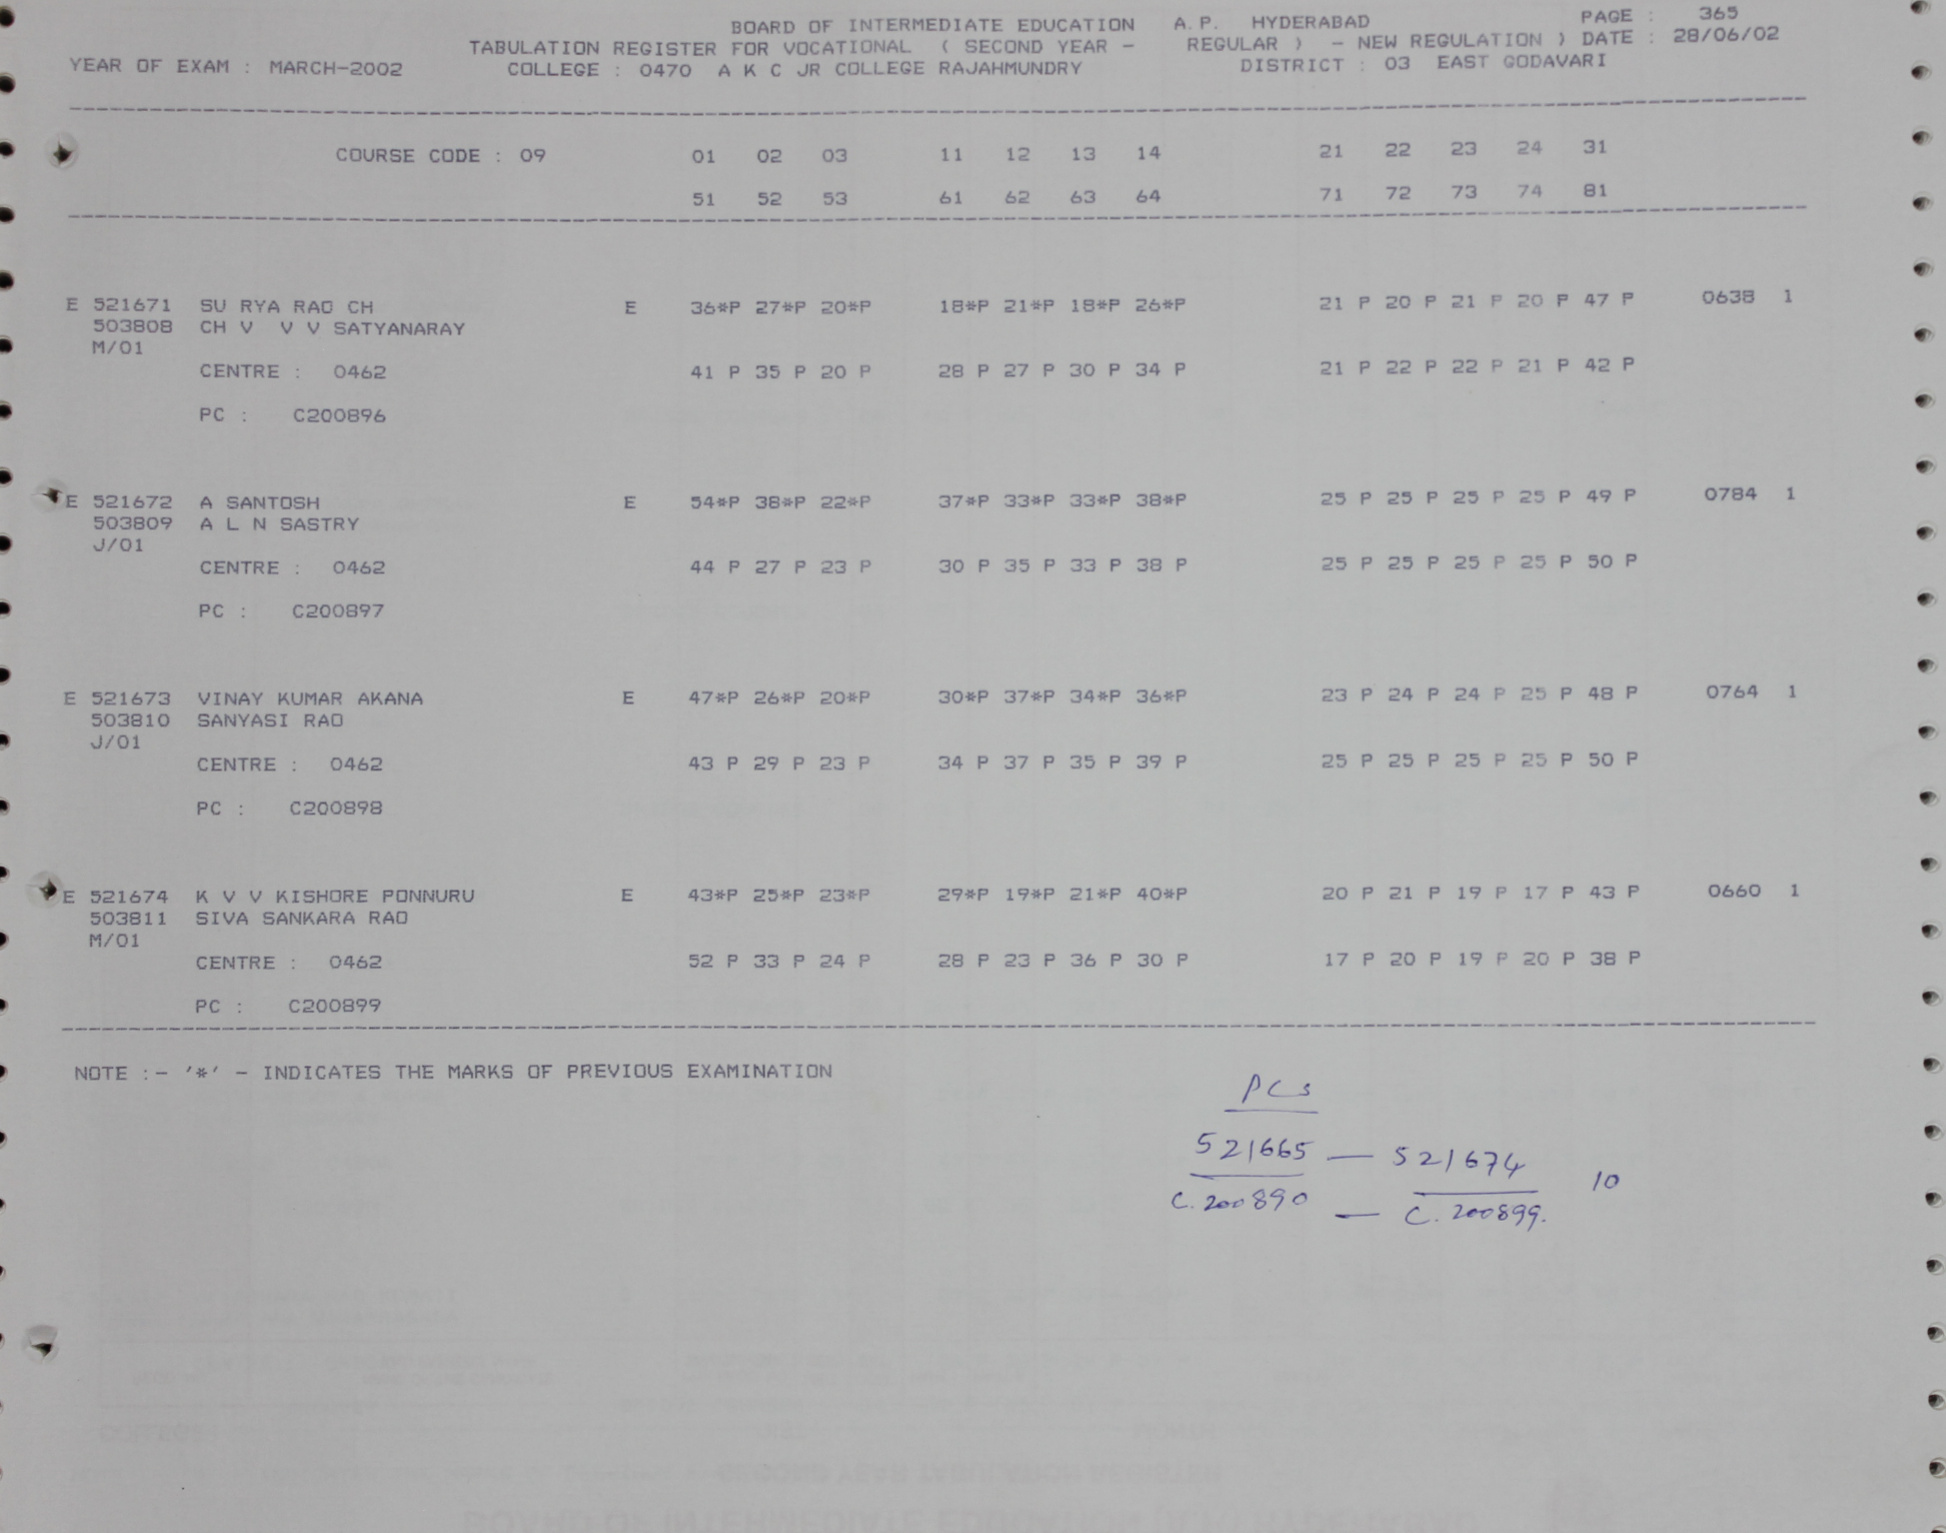 BOARD OF INTERMEDIATE EDUCATION A.P. HYDERABAD PAGE : 365
TABULATION REGISTER FOR VOCATIONAL ( SECOND YEAR - REGULAR ) - NEW REGULATION ) DATE : 28/06/02
YEAR OF EXAM : MARCH-2002 COLLEGE : 0470 A K C JR COLLEGE RAJAHMUNDRY DISTRICT : 03 EAST GODAVARI
COURSE CODE : 09 01 02 03 11 12 13 14 21 22 23 24 31
51 52 53 61 62 63 64 71 72 73 74 81
E 521671 SU RYA RAO CH E 36*P 27*P 20*P 18*P 21*P 18*P 26*P 21 P 20 P 21 P 20 P 47 P 0638 1
503808 CH V V V SATYANARAY
M/01
CENTRE : 0462 41 P 35 P 20 P 28 P 27 P 30 P 34 P 21 P 22 P 22 P 21 P 42 P
PC : C200896
E 521672 A SANTOSH E 54*P 38*P 22*P 37*P 33*P 33*P 38*P 25 P 25 P 25 P 25 P 49 P 0784 1
503809 A L N SASTRY
J/01
CENTRE : 0462 44 P 27 P 23 P 30 P 35 P 33 P 38 P 25 P 25 P 25 P 25 P 50 P
PC : C200897
E 521673 VINAY KUMAR AKANA E 47*P 26*P 20*P 30*P 37*P 34*P 36*P 23 P 24 P 24 P 25 P 48 P 0764 1
503810 SANYASI RAO
J/01
CENTRE : 0462 43 P 29 P 23 P 34 P 37 P 35 P 39 P 25 P 25 P 25 P 25 P 50 P
PC : C200898
E 521674 K V V KISHORE PONNURU E 43*P 25*P 23*P 29*P 19*P 21*P 40*P 20 P 21 P 19 P 17 P 43 P 0660 1
503811 SIVA SANKARA RAO
M/01
CENTRE : 0462 52 P 33 P 24 P 28 P 23 P 36 P 30 P 17 P 20 P 19 P 20 P 38 P
PC : C200899
NOTE :- '*' - INDICATES THE MARKS OF PREVIOUS EXAMINATION
PCs
521665 — 521674 10
C.200890 — C.200899.